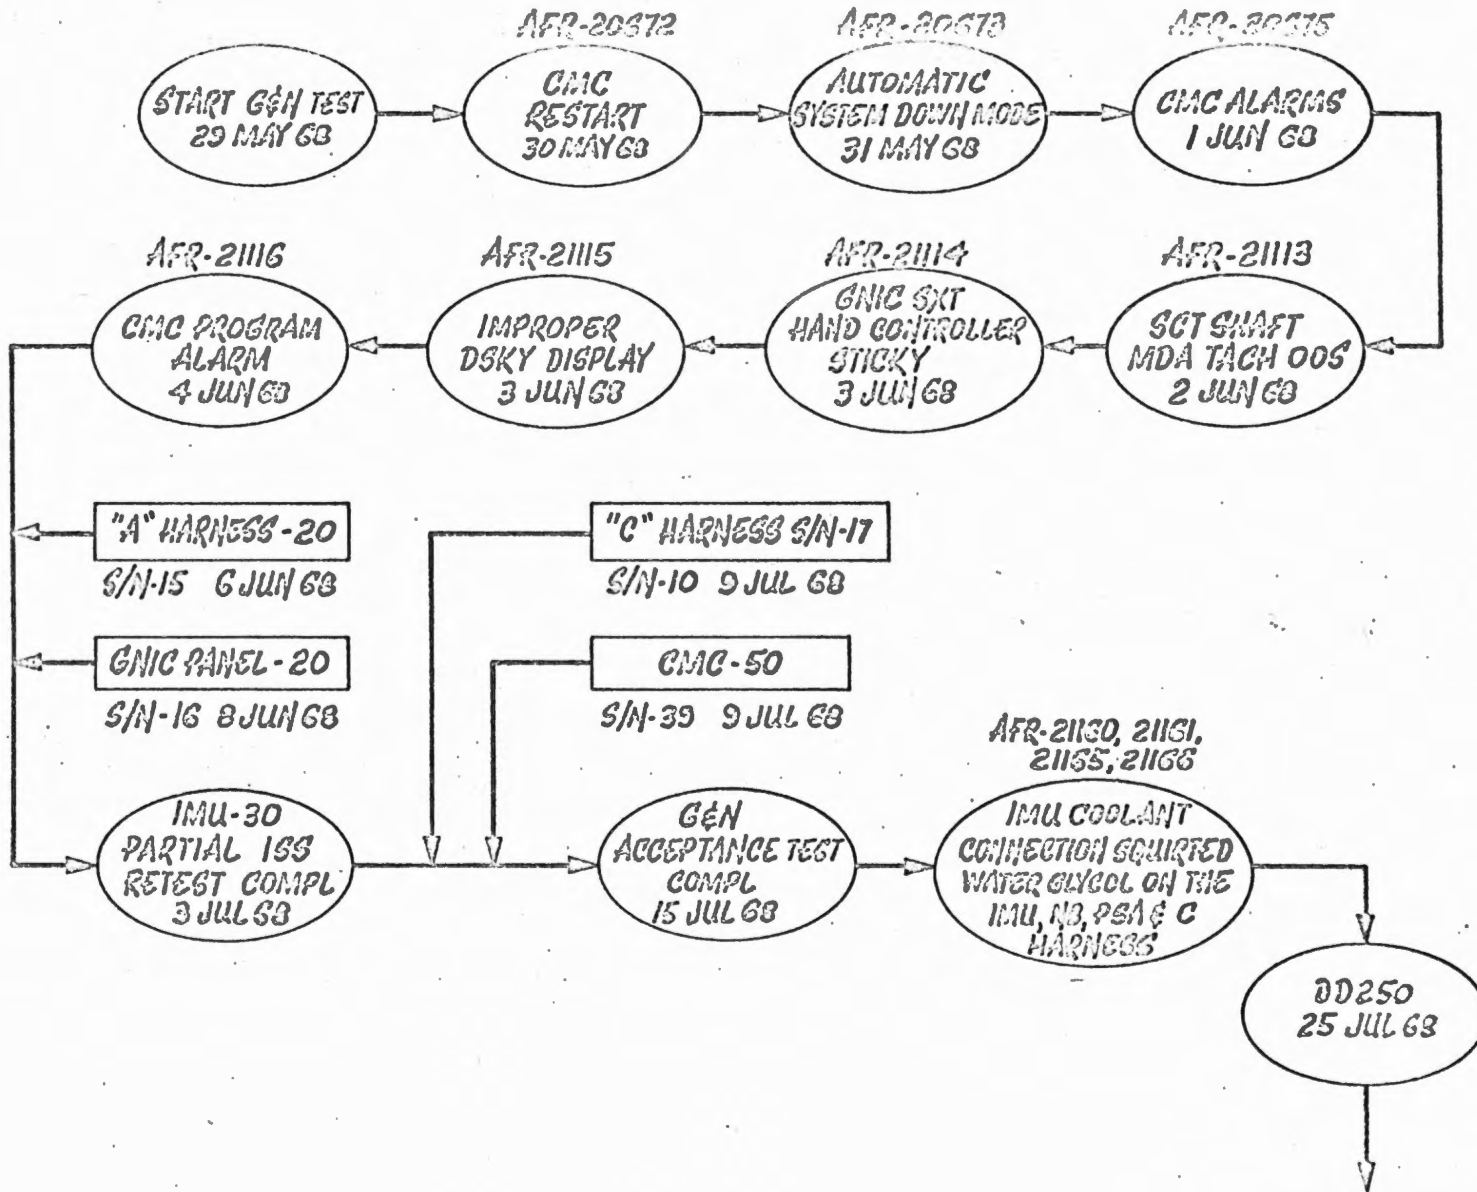 AFR-20672
START G&N TEST
29 MAY 68
CMC
RESTART
30 MAY 68
AFR-20673
AUTOMATIC
SYSTEM DOWN MODE
31 MAY 68
AFR-20675
CMC ALARMS
1 JUN 68
AFR-21113
SCT SHAFT
MDA TACH OOS
2 JUN 68
AFR-21114
GNIC SXT
HAND CONTROLLER
STICKY
3 JUN 68
AFR-21115
IMPROPER
DSKY DISPLAY
3 JUN 68
AFR-21116
CMC PROGRAM
ALARM
4 JUN 68
"A" HARNESS-20
S/N-15 6 JUN 68
GNIC PANEL-20
S/N-16 8 JUN 68
IMU-30
PARTIAL ISS
RETEST COMPL
3 JUL 68
"C" HARNESS S/N-17
S/N-10 9 JUL 68
CMC-50
S/N-39 9 JUL 68
G&N
ACCEPTANCE TEST
COMPL
15 JUL 68
AFR-21160, 21161,
21165, 21166
IMU COOLANT
CONNECTION SQUIRTED
WATER GLYCOL ON THE
IMU, NB, PSA & C
HARNESS
DD250
25 JUL 68